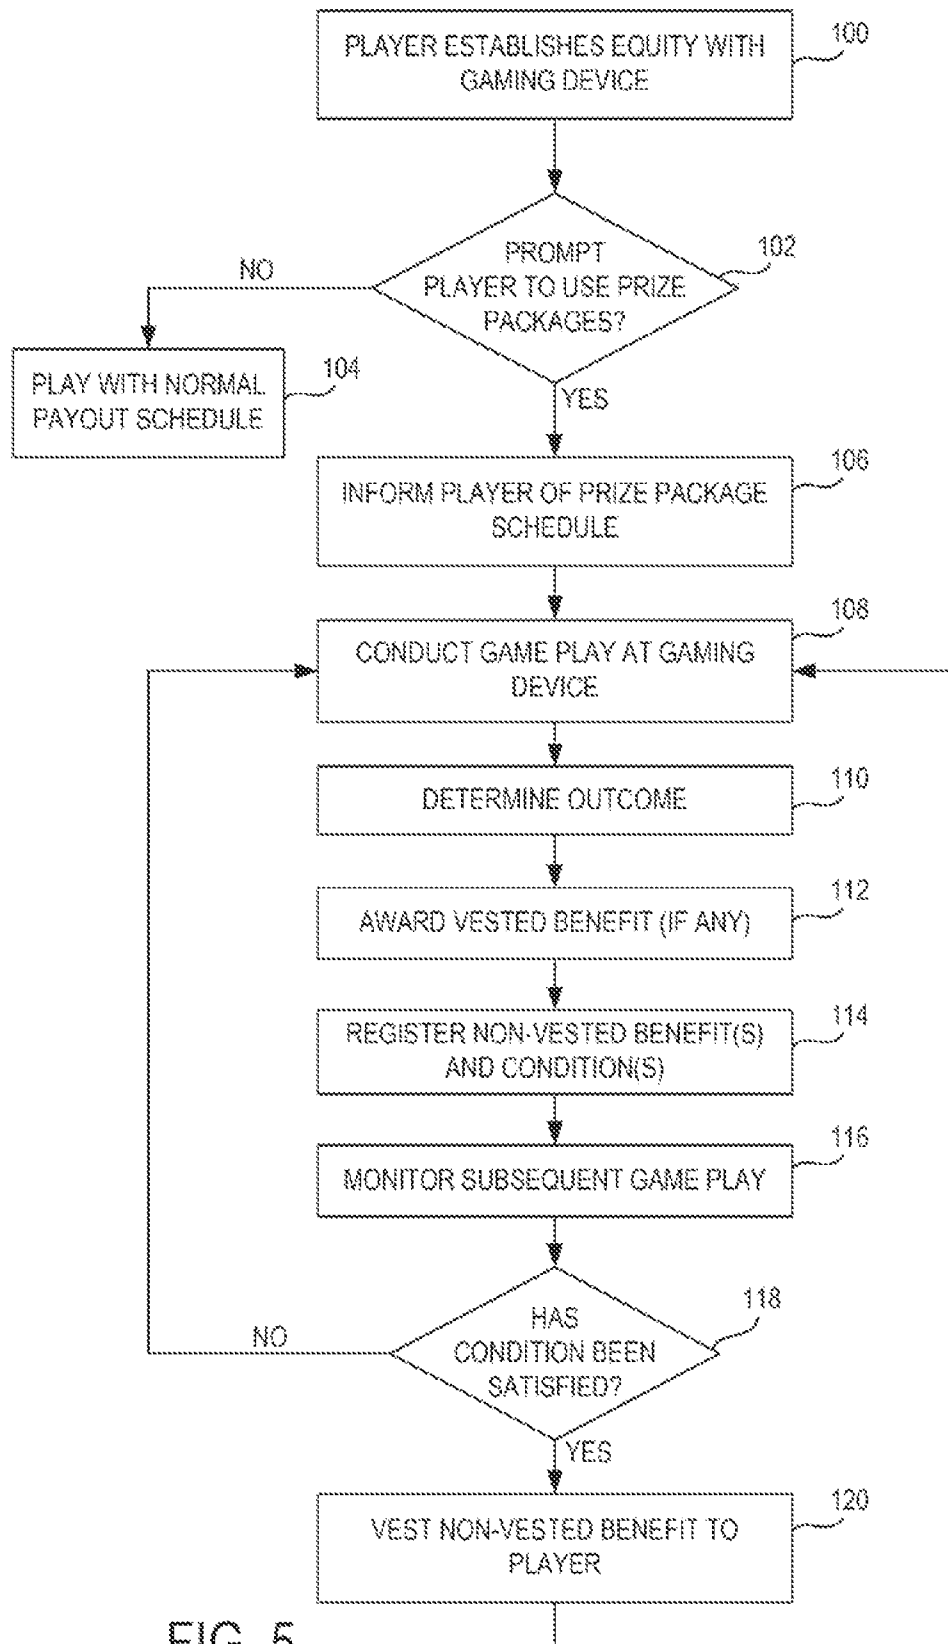 PLAYER ESTABLISHES EQUITY WITH
GAMING DEVICE
100
PROMPT
PLAYER TO USE PRIZE
PACKAGES?
102
NO
PLAY WITH NORMAL
PAYOUT SCHEDULE
104
YES
INFORM PLAYER OF PRIZE PACKAGE
SCHEDULE
106
CONDUCT GAME PLAY AT GAMING
DEVICE
108
DETERMINE OUTCOME
110
AWARD VESTED BENEFIT (IF ANY)
112
REGISTER NON-VESTED BENEFIT(S)
AND CONDITION(S)
114
MONITOR SUBSEQUENT GAME PLAY
116
HAS
CONDITION BEEN
SATISFIED?
118
NO
YES
VEST NON-VESTED BENEFIT TO
PLAYER
120
FIG. 5